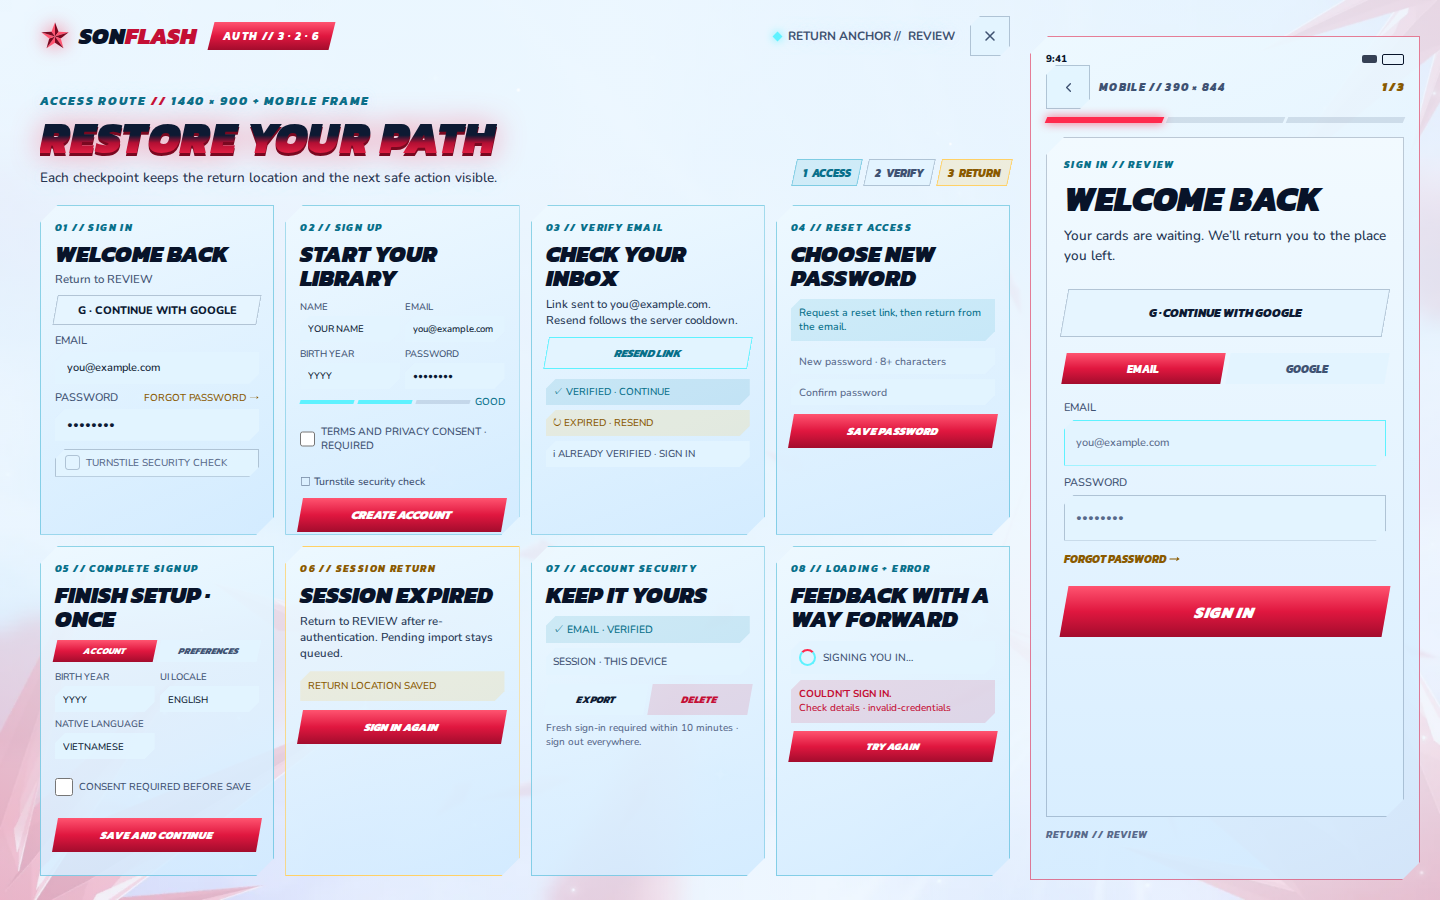 SONFLASH
AUTH // 3 · 2 · 6
RETURN ANCHOR // REVIEW
ACCESS ROUTE // 1440 × 900 + MOBILE FRAME
RESTORE YOUR PATH
Each checkpoint keeps the return location and the next safe action visible.
1 ACCESS
2 VERIFY
3 RETURN
01 // SIGN IN
WELCOME BACK
Return to REVIEW
G · CONTINUE WITH GOOGLE
EMAIL
you@example.com
PASSWORD
FORGOT PASSWORD →
••••••••
TURNSTILE SECURITY CHECK
02 // SIGN UP
START YOUR
LIBRARY
NAME
EMAIL
YOUR NAME
you@example.com
BIRTH YEAR
PASSWORD
YYYY
••••••••
GOOD
TERMS AND PRIVACY CONSENT ·
REQUIRED
☐ Turnstile security check
CREATE ACCOUNT
03 // VERIFY EMAIL
CHECK YOUR
INBOX
Link sent to you@example.com.
Resend follows the server cooldown.
RESEND LINK
✓ VERIFIED · CONTINUE
↻ EXPIRED · RESEND
i ALREADY VERIFIED · SIGN IN
04 // RESET ACCESS
CHOOSE NEW
PASSWORD
Request a reset link, then return from
the email.
New password · 8+ characters
Confirm password
SAVE PASSWORD
05 // COMPLETE SIGNUP
FINISH SETUP ·
ONCE
ACCOUNT
PREFERENCES
BIRTH YEAR
UI LOCALE
YYYY
ENGLISH
NATIVE LANGUAGE
VIETNAMESE
CONSENT REQUIRED BEFORE SAVE
SAVE AND CONTINUE
06 // SESSION RETURN
SESSION EXPIRED
Return to REVIEW after re-
authentication. Pending import stays
queued.
RETURN LOCATION SAVED
SIGN IN AGAIN
07 // ACCOUNT SECURITY
KEEP IT YOURS
✓ EMAIL · VERIFIED
SESSION · THIS DEVICE
EXPORT
DELETE
Fresh sign-in required within 10 minutes ·
sign out everywhere.
08 // LOADING + ERROR
FEEDBACK WITH A
WAY FORWARD
SIGNING YOU IN…
COULDN'T SIGN IN.
Check details · invalid-credentials
TRY AGAIN
9:41
MOBILE // 390 × 844
1 / 3
SIGN IN // REVIEW
WELCOME BACK
Your cards are waiting. We'll return you to the place
you left.
G · CONTINUE WITH GOOGLE
EMAIL
GOOGLE
EMAIL
you@example.com
PASSWORD
••••••••
FORGOT PASSWORD →
SIGN IN
RETURN // REVIEW